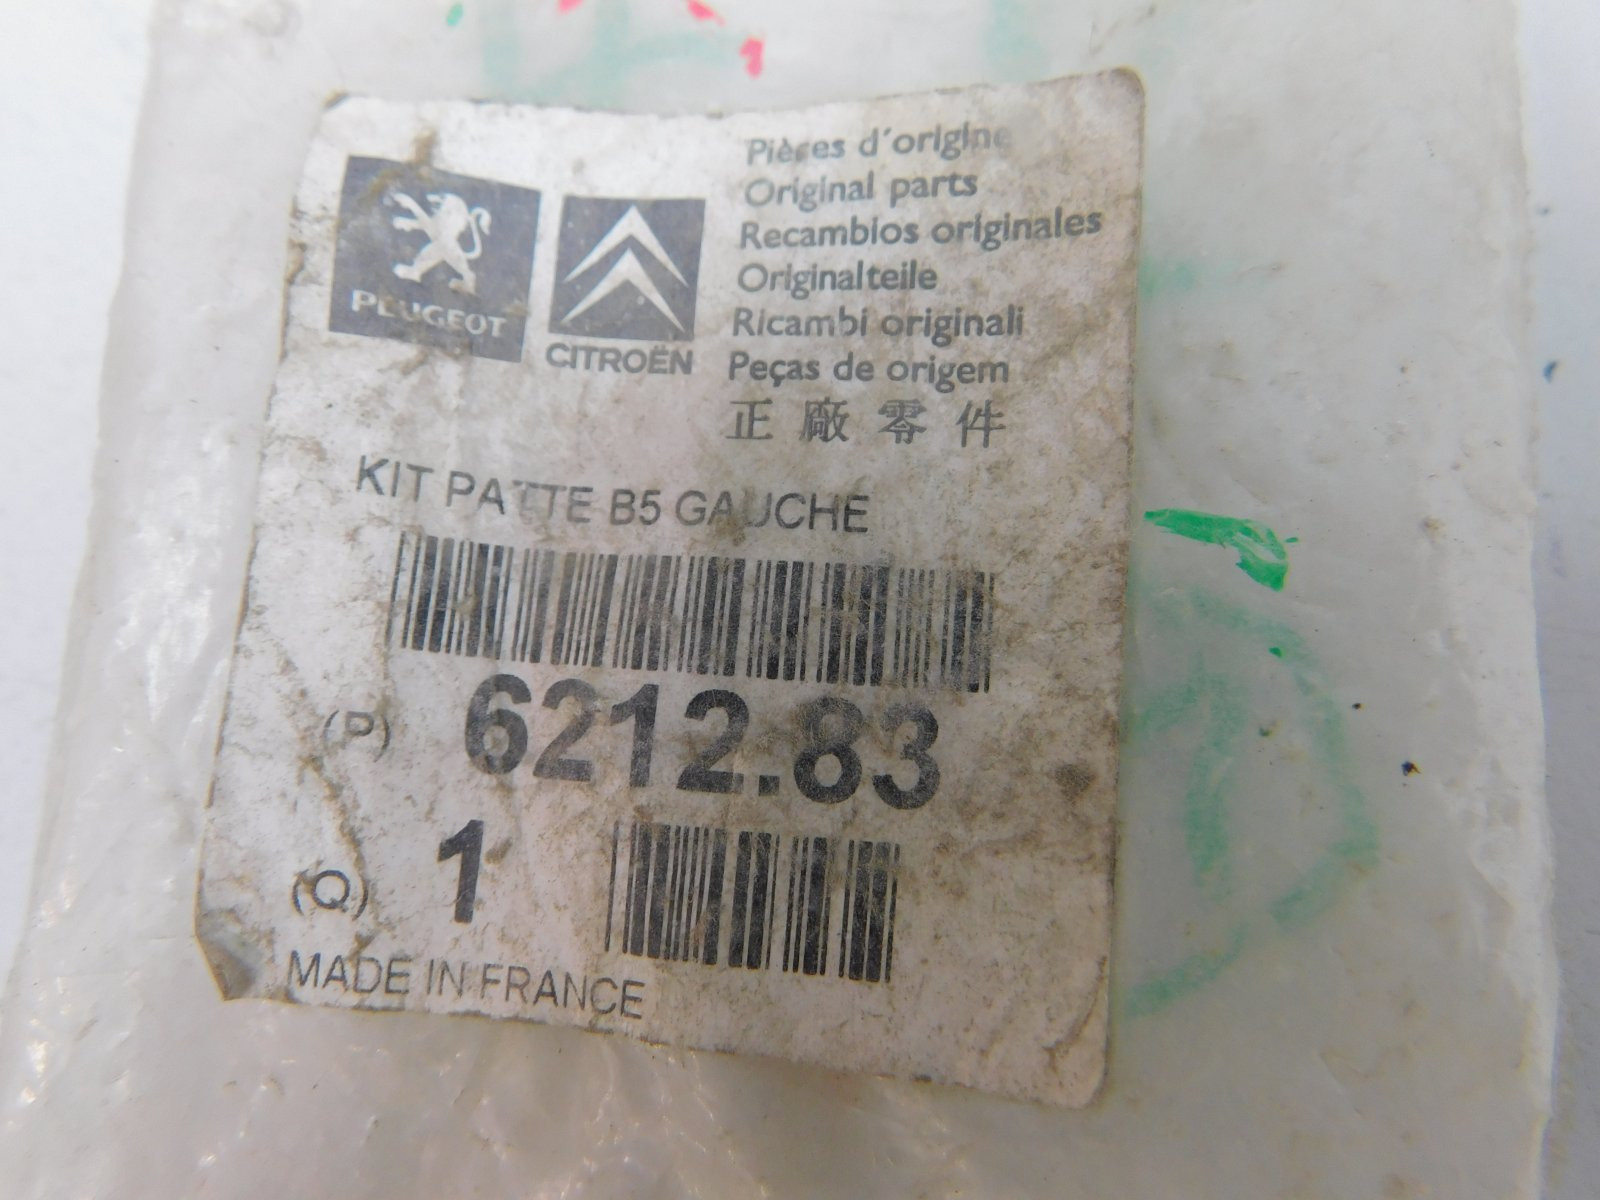 PEUGEOT
CITROËN
Pièces d'origine
Original parts
Recambios originales
Originalteile
Ricambi originali
Peças de origem
正廠零件
KIT PATTE B5 GAUCHE
(P) 6212.83
(Q) 1
MADE IN FRANCE